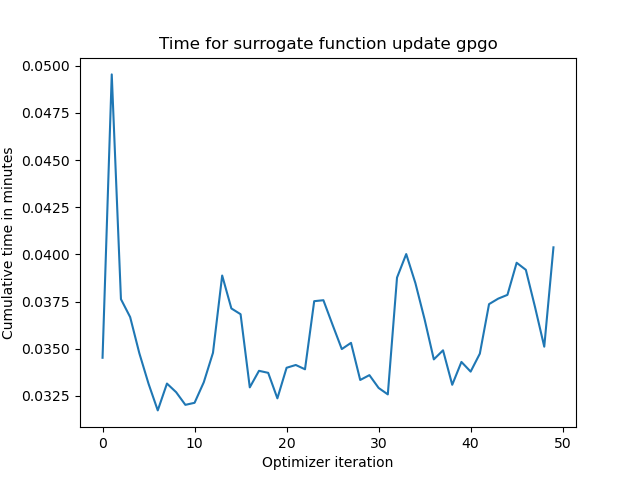 Time for surrogate function update gpgo
0.0500
0.0475
0.0450
0.0425
0.0400
0.0375
0.0350
0.0325
Cumulative time in minutes
0 10 20 30 40 50
Optimizer iteration